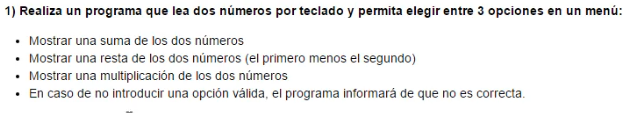 1) Realiza un programa que lea dos números por teclado y permita elegir entre 3 opciones en un menú:
• Mostrar una suma de los dos números
• Mostrar una resta de los dos números (el primero menos el segundo)
• Mostrar una multiplicación de los dos números
• En caso de no introducir una opción válida, el programa informará de que no es correcta.